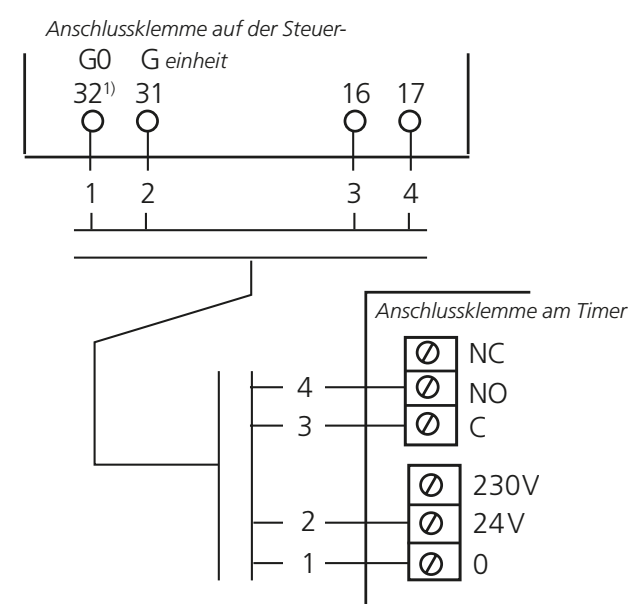 Anschlussklemme auf der Steuer-
G0 G einheit
32¹⁾ 31 16 17
1 2 3 4
Anschlussklemme am Timer
NC
4 NO
3 C
230V
2 24V
1 0